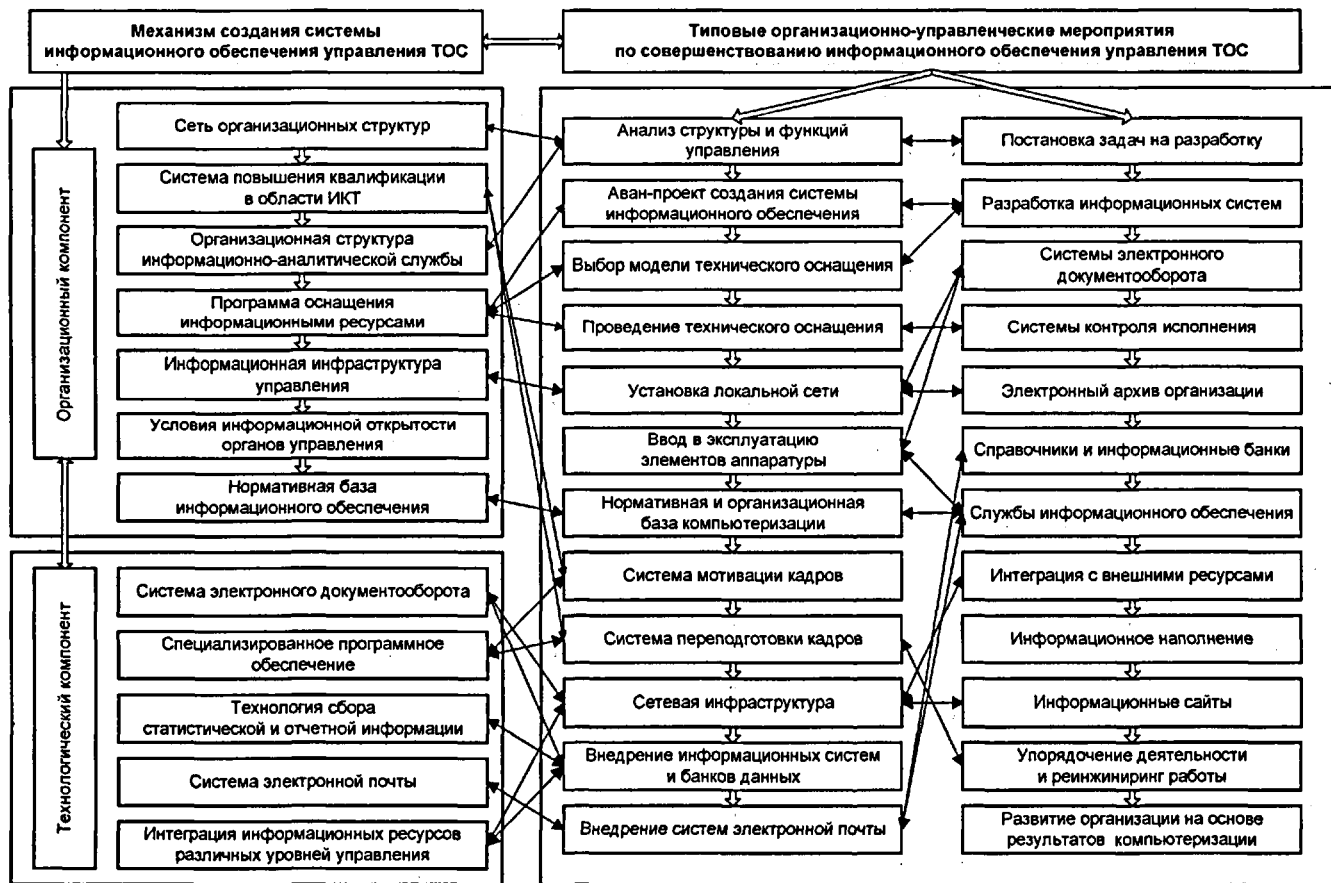 Механизм создания системы
информационного обеспечения управления ТОС
Типовые организационно-управленческие мероприятия
по совершенствованию информационного обеспечения управления ТОС
Организационный компонент
Сеть организационных структур
Система повышения квалификации
в области ИКТ
Организационная структура
информационно-аналитической службы
Программа оснащения
информационными ресурсами
Информационная инфраструктура
управления
Условия информационной открытости
органов управления
Нормативная база
информационного обеспечения
Технологический компонент
Система электронного документооборота
Специализированное программное
обеспечение
Технология сбора
статистической и отчетной информации
Система электронной почты
Интеграция информационных ресурсов
различных уровней управления
Анализ структуры и функций
управления
Аван-проект создания системы
информационного обеспечения
Выбор модели технического оснащения
Проведение технического оснащения
Установка локальной сети
Ввод в эксплуатацию
элементов аппаратуры
Нормативная и организационная
база компьютеризации
Система мотивации кадров
Система переподготовки кадров
Сетевая инфраструктура
Внедрение информационных систем
и банков данных
Внедрение систем электронной почты
Постановка задач на разработку
Разработка информационных систем
Системы электронного
документооборота
Системы контроля исполнения
Электронный архив организации
Справочники и информационные банки
Службы информационного обеспечения
Интеграция с внешними ресурсами
Информационное наполнение
Информационные сайты
Упорядочение деятельности
и реинжиниринг работы
Развитие организации на основе
результатов компьютеризации